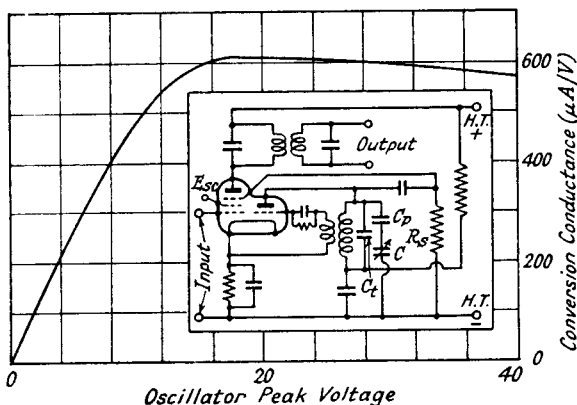 600
400
200
0
Conversion Conductance (μA/V)
H.T.
+
Output
Esc
Cp
Rs
C
Input
Ct
H.T.
−
0
20
40
Oscillator Peak Voltage